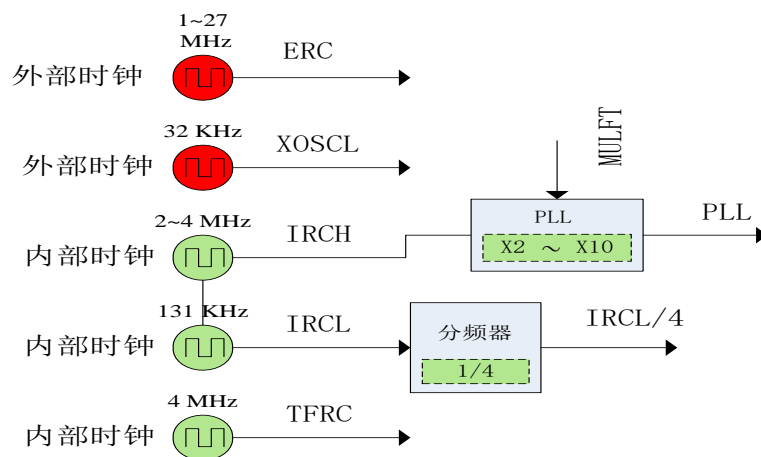 1~27
MHz
外部时钟
ERC
32 KHz
外部时钟
XOSCL
MULFT
2~4 MHz
内部时钟
IRCH
PLL
X2 ～ X10
PLL
131 KHz
内部时钟
IRCL
分频器
1/4
IRCL/4
4 MHz
内部时钟
TFRC